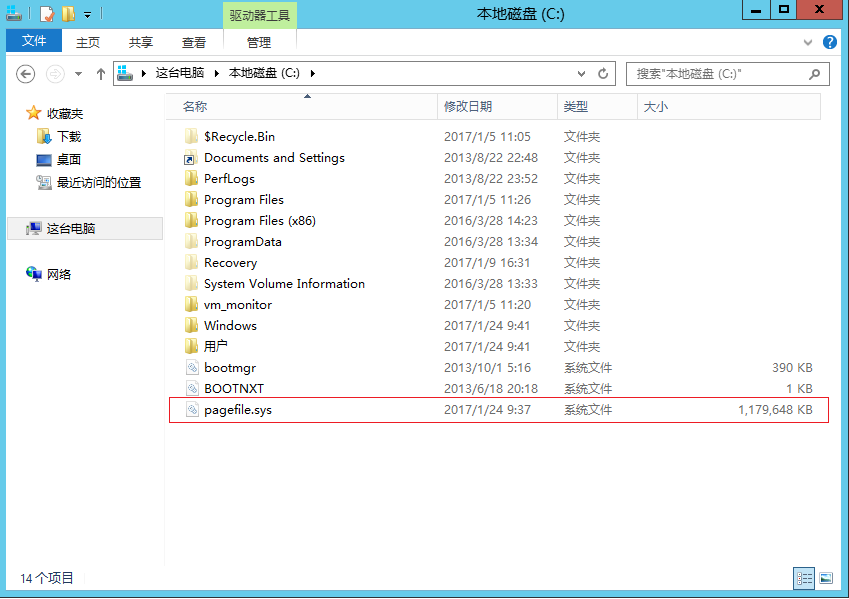 驱动器工具
本地磁盘 (C:)
文件 主页 共享 查看 管理
这台电脑 本地磁盘 (C:) 搜索"本地磁盘 (C:)"
收藏夹
下载
桌面
最近访问的位置
这台电脑
网络
名称 修改日期 类型 大小
$Recycle.Bin 2017/1/5 11:05 文件夹
Documents and Settings 2013/8/22 22:48 文件夹
PerfLogs 2013/8/22 23:52 文件夹
Program Files 2017/1/5 11:26 文件夹
Program Files (x86) 2016/3/28 14:23 文件夹
ProgramData 2016/3/28 13:34 文件夹
Recovery 2017/1/9 16:31 文件夹
System Volume Information 2016/3/28 13:33 文件夹
vm_monitor 2017/1/5 11:20 文件夹
Windows 2017/1/24 9:41 文件夹
用户 2017/1/24 9:41 文件夹
bootmgr 2013/10/1 5:16 系统文件 390 KB
BOOTNXT 2013/6/18 20:18 系统文件 1 KB
pagefile.sys 2017/1/24 9:37 系统文件 1,179,648 KB
14 个项目